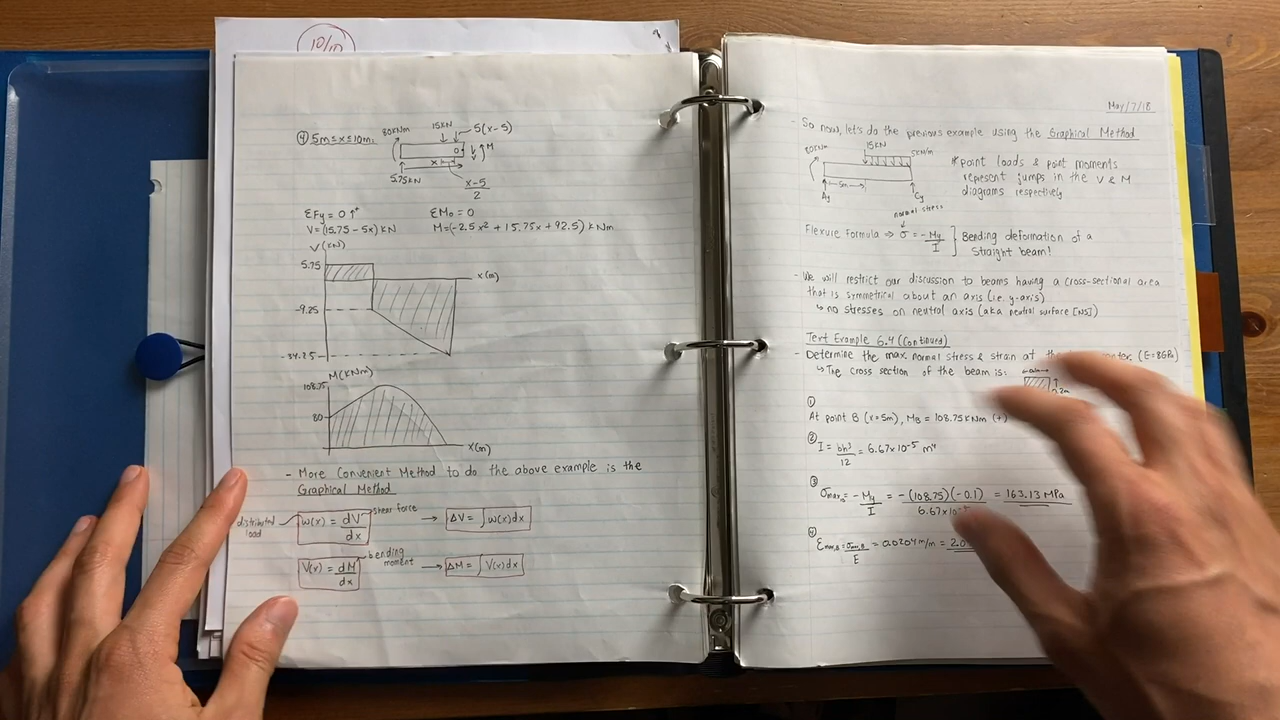 10/10
④ 5m≤x≤10m:
80KNm
15KN
5(x-5)
M
V
O
x
5.75KN
x-5
2
ΣFy = 0 ↑⁺
ΣMo = 0
V=(15.75 - 5x) KN
M=(-2.5x² + 15.75x + 92.5) KNm
V(KN)
5.75
x(m)
-9.25
-34.25
M(KNm)
108.75
80
x(m)
- More Convenient Method to do the above example is the
Graphical Method
distributed load
w(x) = dV/dx
shear force
→ ΔV = ∫w(x)dx
V(x) = dM/dx
bending moment
→ ΔM = ∫V(x)dx
May/7/18
- So now, let's do the previous example using the Graphical Method
15KN
5KN/m
Ay
5m
Cy
*point loads & point moments
represent jumps in the V & M
diagrams respectively
normal stress
Flexure Formula ⇒ σ = -My/I } Bending deformation of a
straight beam!
- We will restrict our discussion to beams having a cross-sectional area
that is symmetrical about an axis (i.e. y-axis)
↳ no stresses on neutral axis (aka neutral surface [NS])
Text Example 6.4 (Continued)
- Determine the max. normal stress & strain at (E=8GPa)
↳ The cross section of the beam is:
①
At point B (x=5m), MB = 108.75KNm (+)
② I = bh³/12 = 6.67x10⁻⁵ m⁴
③
σmax,B = -My/I = -(108.75)(-0.1)/6.67x10 = 163.13 MPa
④
εmax,B = σmax,B/E = 0.0204 m/m =